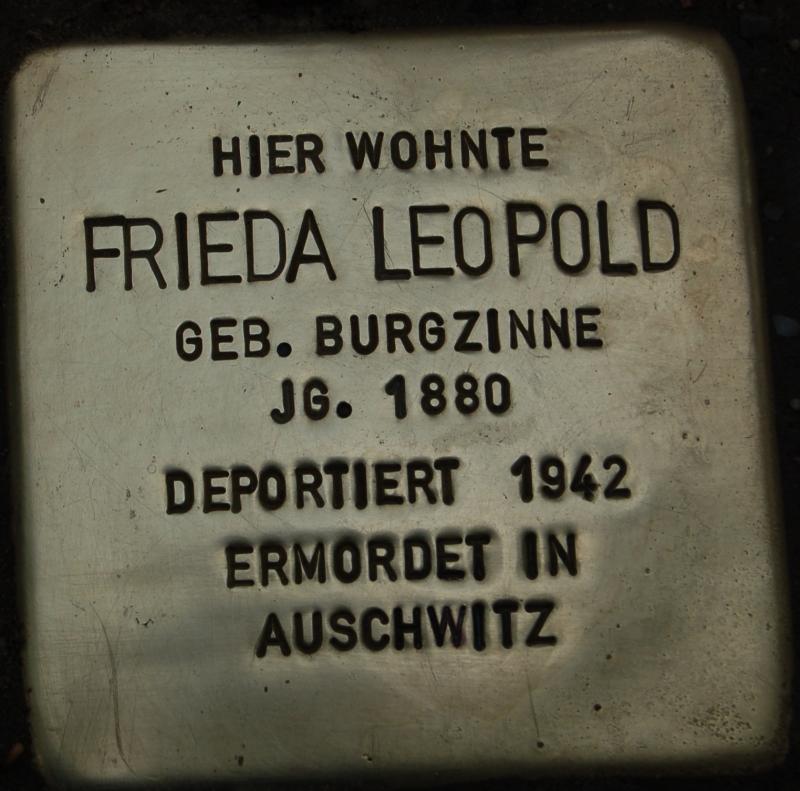 HIER WOHNTE
FRIEDA LEOPOLD
GEB. BURGZINNE
JG. 1880
DEPORTIERT 1942
ERMORDET IN
AUSCHWITZ